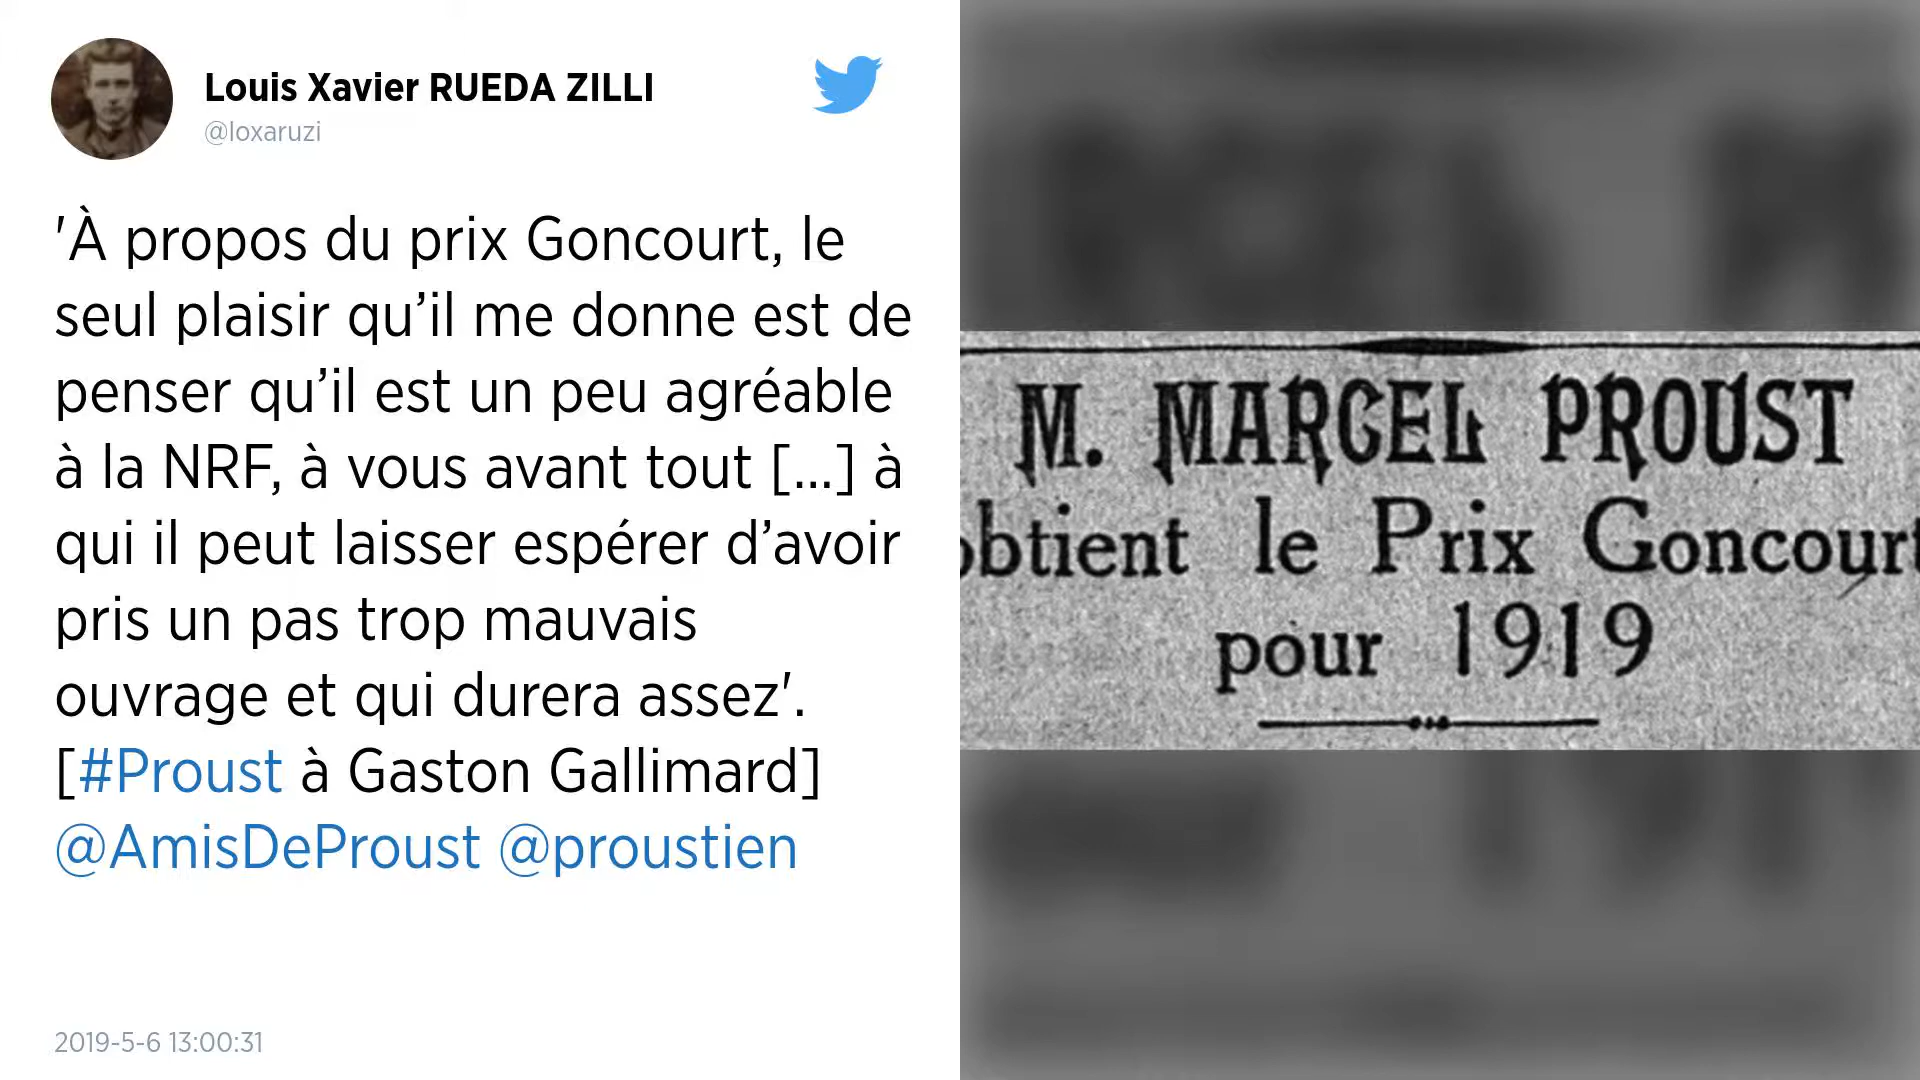 Louis Xavier RUEDA ZILLI
@loxaruzi
'À propos du prix Goncourt, le
seul plaisir qu’il me donne est de
penser qu’il est un peu agréable
à la NRF, à vous avant tout [...] à
qui il peut laisser espérer d’avoir
pris un pas trop mauvais
ouvrage et qui durera assez'.
[#Proust à Gaston Gallimard]
@AmisDeProust @proustien
2019-5-6 13:00:31
M. MARCEL PROUST
obtient le Prix Goncourt
pour 1919